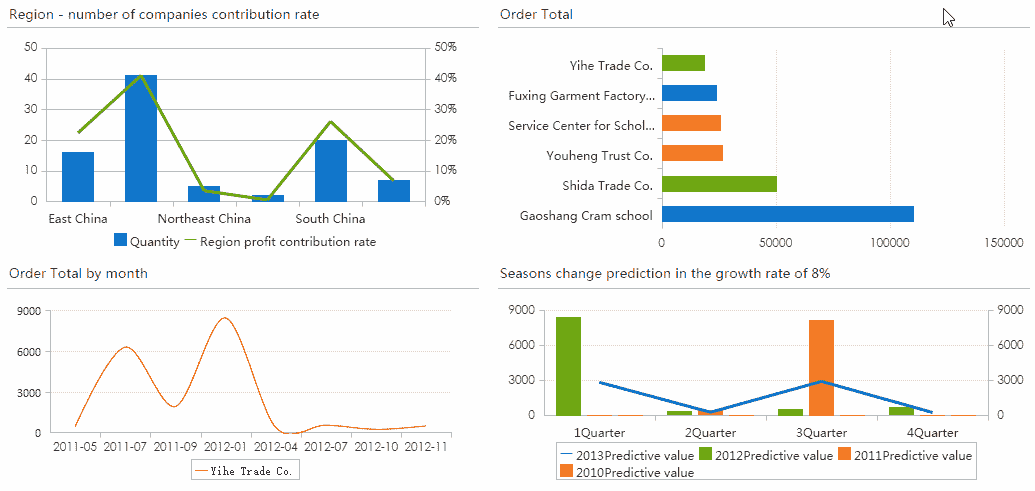 Region - number of companies contribution rate
50 50%
40 40%
30 30%
20 20%
10 10%
0 0%
East China Northeast China South China
Quantity Region profit contribution rate
Order Total
Yihe Trade Co.
Fuxing Garment Factory...
Service Center for Schol...
Youheng Trust Co.
Shida Trade Co.
Gaoshang Cram school
0 50000 100000 150000
Order Total by month
9000
6000
3000
0
2011-05 2011-07 2011-09 2012-01 2012-04 2012-07 2012-10 2012-11
Yihe Trade Co.
Seasons change prediction in the growth rate of 8%
9000 9000
6000 6000
3000 3000
0 0
1Quarter 2Quarter 3Quarter 4Quarter
2013Predictive value 2012Predictive value 2011Predictive value
2010Predictive value